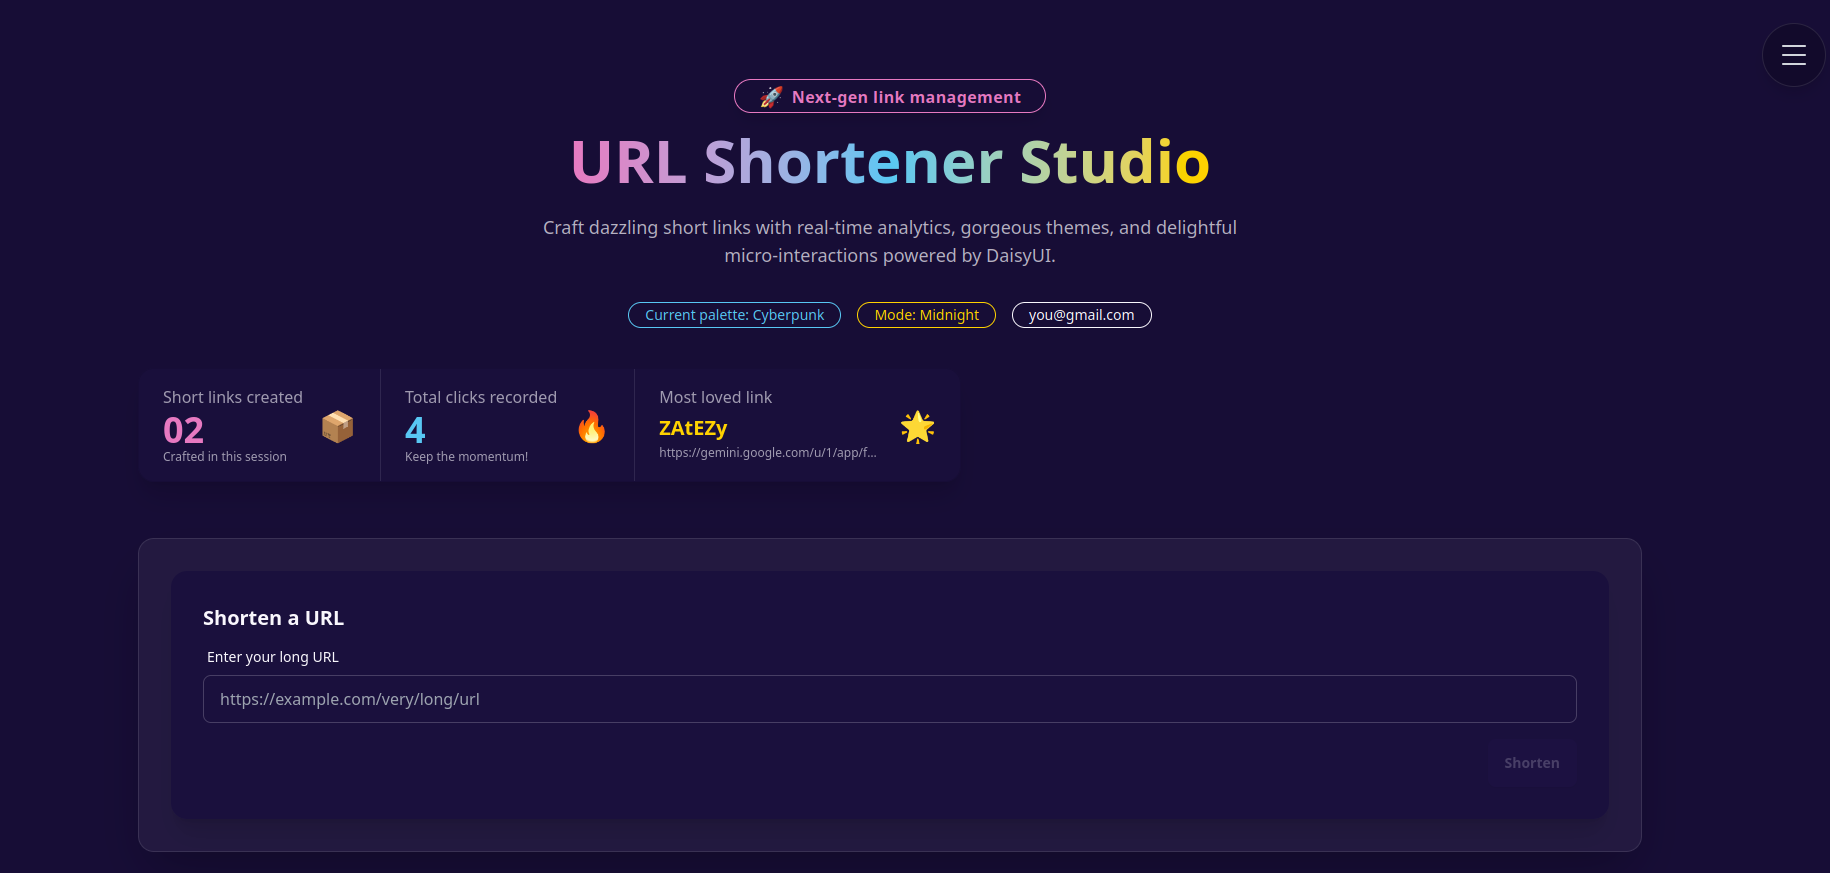 🚀 Next-gen link management
URL Shortener Studio
Craft dazzling short links with real-time analytics, gorgeous themes, and delightful
micro-interactions powered by DaisyUI.
Current palette: Cyberpunk
Mode: Midnight
you@gmail.com
Short links created
02
Crafted in this session
Total clicks recorded
4
Keep the momentum!
Most loved link
ZAtEZy
https://gemini.google.com/u/1/app/f...
Shorten a URL
Enter your long URL
https://example.com/very/long/url
Shorten